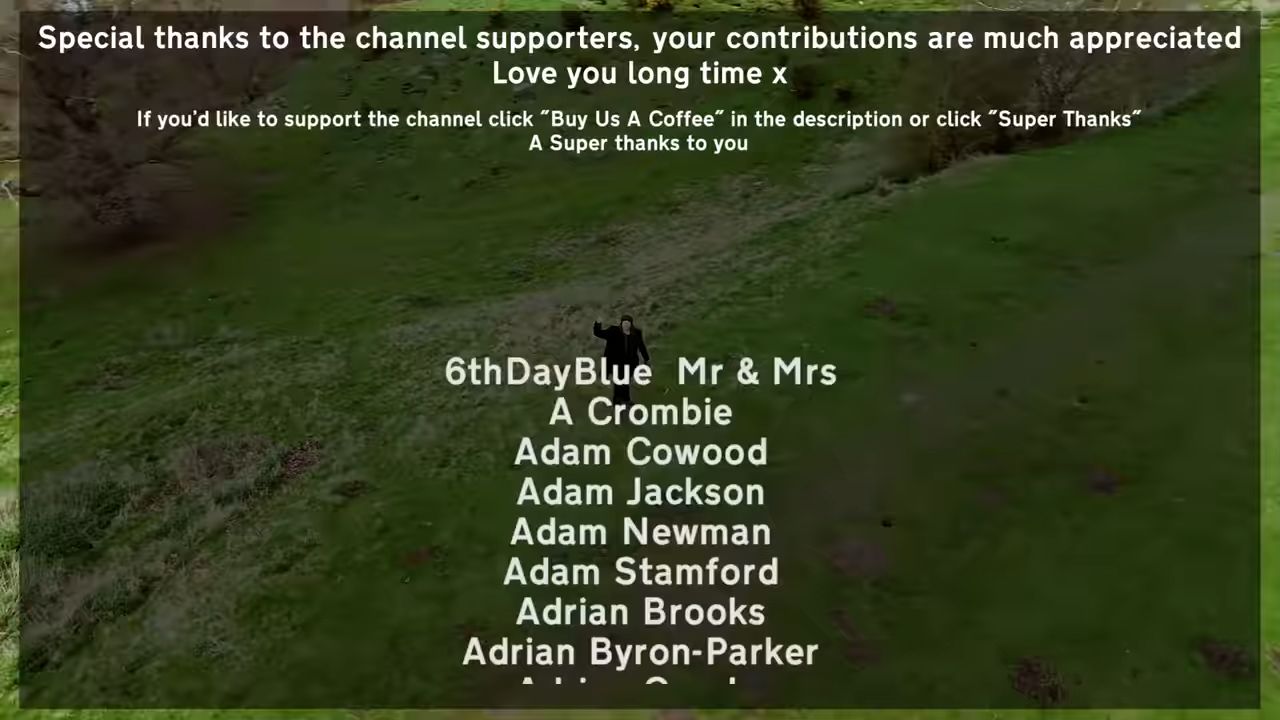 Special thanks to the channel supporters, your contributions are much appreciated
Love you long time x
If you'd like to support the channel click "Buy Us A Coffee" in the description or click "Super Thanks"
A Super thanks to you
6thDayBlue Mr & Mrs
A Crombie
Adam Cowood
Adam Jackson
Adam Newman
Adam Stamford
Adrian Brooks
Adrian Byron-Parker